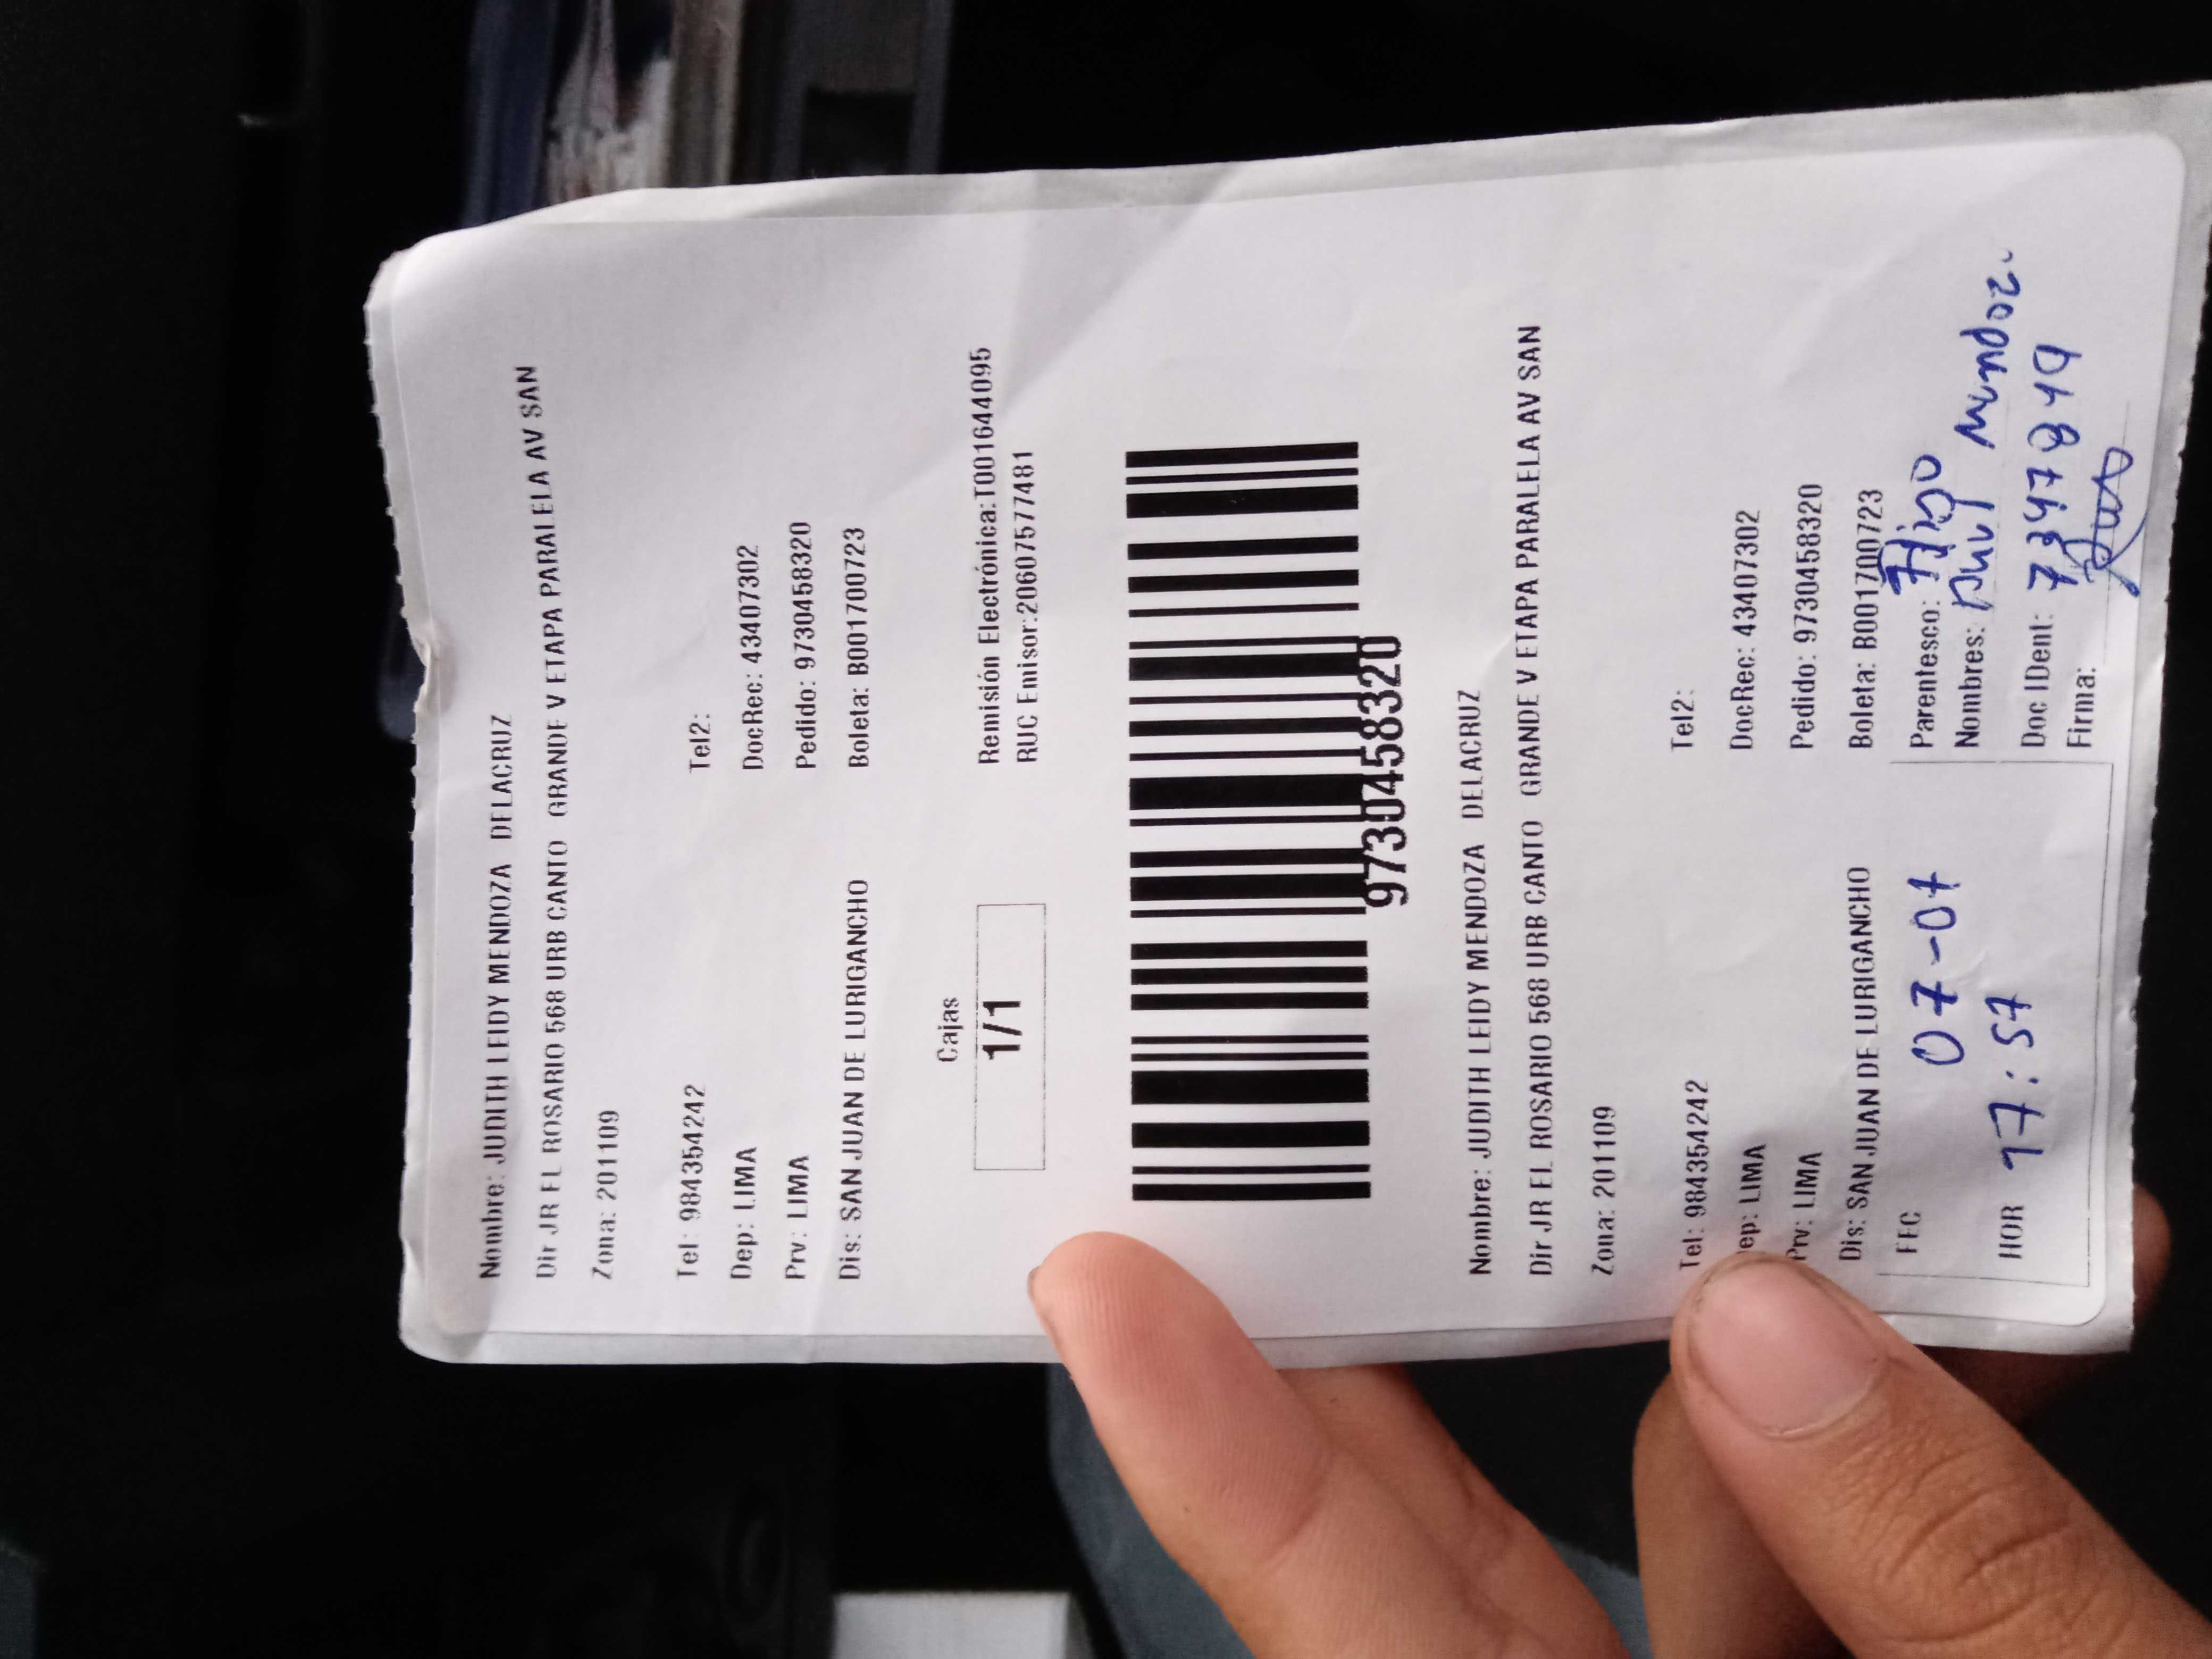 Nombre: JUDITH LEIDY MENDOZA DELACRUZ
Dir JR EL ROSARIO 568 URB CANTO GRANDE V ETAPA PARALELA AV SAN
Zona: 201109
Tel: 984354242 Tel2:
Dep: LIMA DocRec: 43407302
Prv: LIMA Pedido: 9730458320
Dis: SAN JUAN DE LURIGANCHO Boleta: B001700723
Cajas
1/1
Remisión Electrónica:T001644095
RUC Emisor:20607577481
9730458320
Nombre: JUDITH LEIDY MENDOZA DELACRUZ
Dir JR EL ROSARIO 568 URB CANTO GRANDE V ETAPA PARALELA AV SAN
Zona: 201109
Tel: 984354242 Tel2:
ep: LIMA DocRec: 43407302
Prv: LIMA Pedido: 9730458320
Dis: SAN JUAN DE LURIGANCHO Boleta: B001700723
FEC 07-07
HOR 17:57
Parentesco: Hijo
Nombres:
Doc IDent:
Firma: